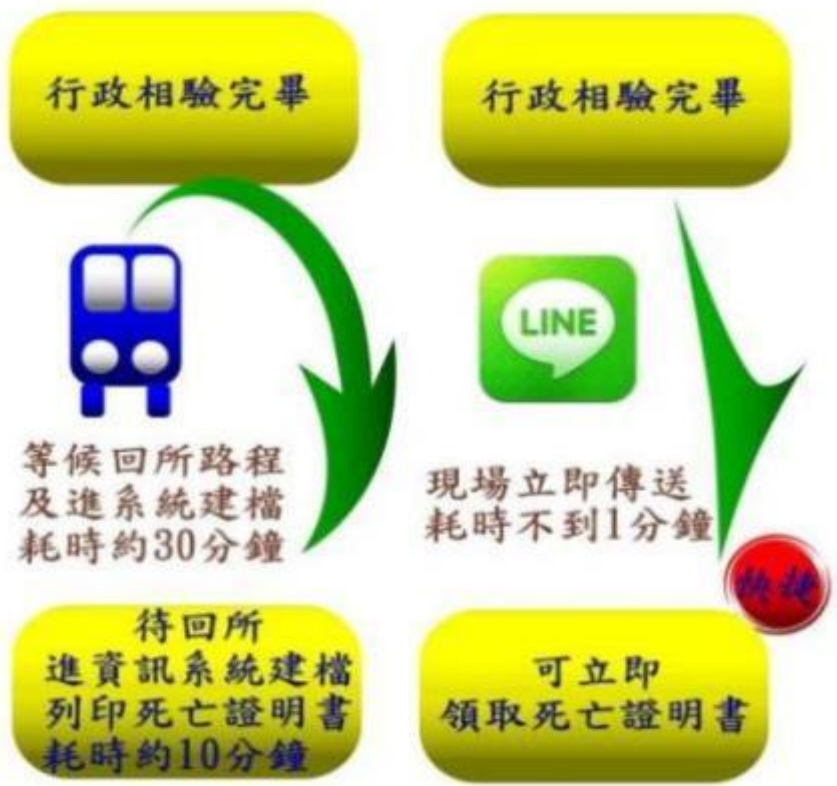 行政相驗完畢
等候回所路程
及進系統建檔
耗時約30分鐘
待回所
進資訊系統建檔
列印死亡證明書
耗時約10分鐘
行政相驗完畢
LINE
現場立即傳送
耗時不到1分鐘
快捷
可立即
領取死亡證明書